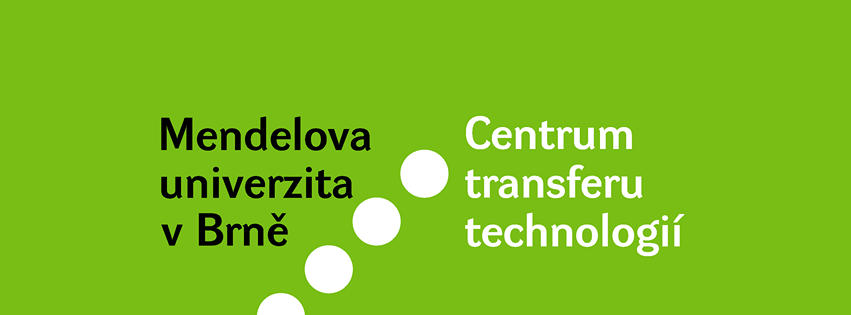 Mendelova
univerzita
v Brně
Centrum
transferu
technologií